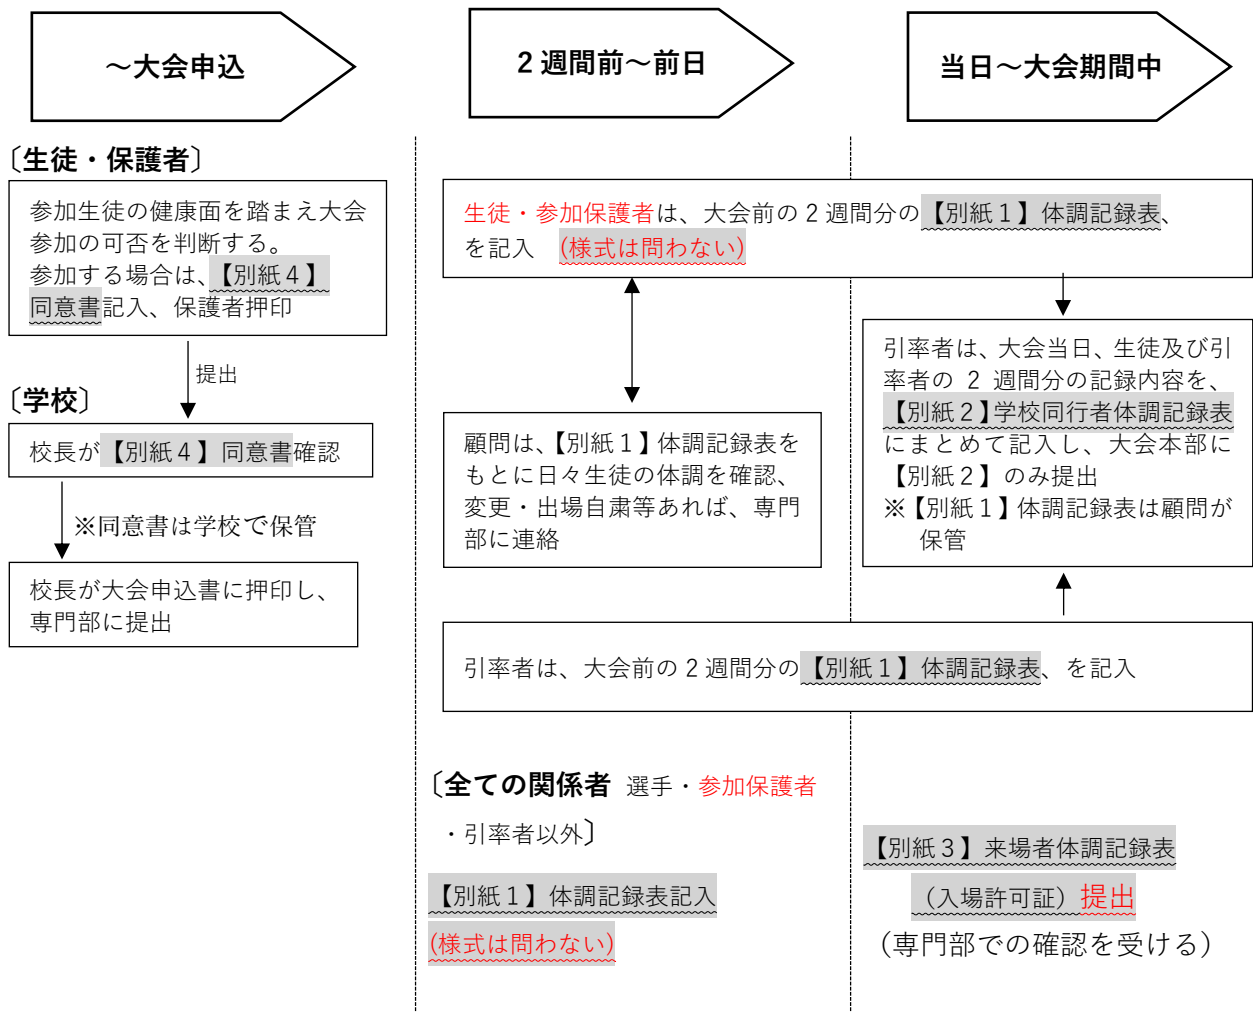 ～大会申込
２週間前～前日
当日～大会期間中
〔生徒・保護者〕
参加生徒の健康面を踏まえ大会
参加の可否を判断する。
参加する場合は、【別紙４】
同意書記入、保護者押印
提出
〔学校〕
校長が【別紙４】同意書確認
※同意書は学校で保管
校長が大会申込書に押印し、
専門部に提出
生徒・参加保護者は、大会前の２週間分の【別紙１】体調記録表、
を記入　(様式は問わない)
顧問は、【別紙１】体調記録表を
もとに日々生徒の体調を確認、
変更・出場自粛等あれば、専門
部に連絡
引率者は、大会当日、生徒及び引
率者の ２ 週間分の記録内容を、
【別紙２】学校同行者体調記録表
にまとめて記入し、大会本部に
【別紙２】のみ提出
※【別紙１】体調記録表は顧問が
保管
引率者は、大会前の２週間分の【別紙１】体調記録表、を記入
〔全ての関係者 選手・参加保護者
・引率者以外〕
【別紙１】体調記録表記入
(様式は問わない)
【別紙３】来場者体調記録表
（入場許可証）提出
（専門部での確認を受ける）